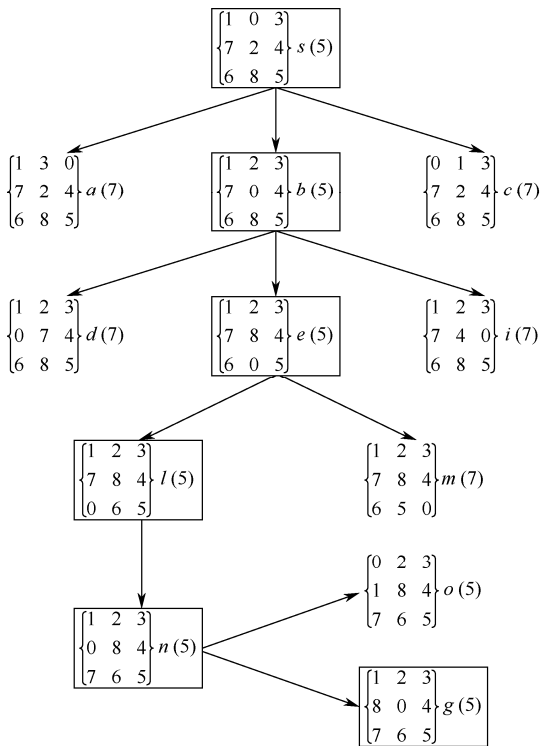 1 0 3
7 2 4 s (5)
6 8 5
1 3 0
7 2 4 a (7)
6 8 5
1 2 3
7 0 4 b (5)
6 8 5
0 1 3
7 2 4 c (7)
6 8 5
1 2 3
0 7 4 d (7)
6 8 5
1 2 3
7 8 4 e (5)
6 0 5
1 2 3
7 4 0 i (7)
6 8 5
1 2 3
7 8 4 l (5)
0 6 5
1 2 3
7 8 4 m (7)
6 5 0
0 2 3
1 8 4 o (5)
7 6 5
1 2 3
0 8 4 n (5)
7 6 5
1 2 3
8 0 4 g (5)
7 6 5